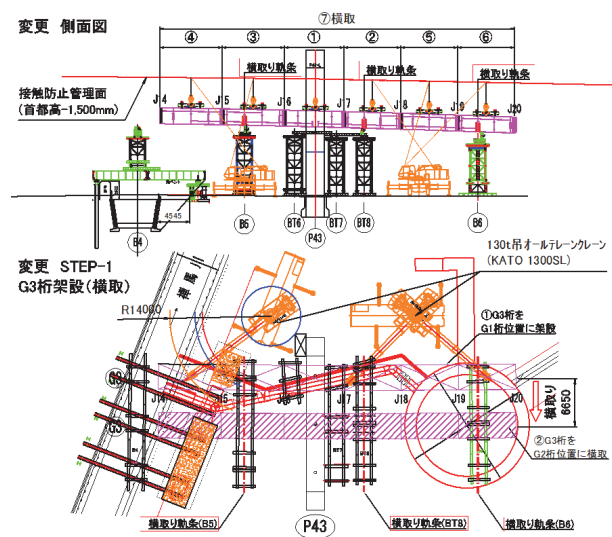 変更 側面図
⑦横取
④ ③ ① ② ⑤ ⑥
横取り軌条 横取り軌条 横取り軌条
接触防止管理面
(首都高-1,500mm)
J14 J15 J16 J17 J18 J19 J20
4545
B4 B5 BT6 P43 BT7 BT8 B6
変更 STEP-1
G3桁架設(横取)
130t吊オールテレーンクレーン
(KATO 1300SL)
R14000
①G3桁を
G1桁位置に架設
J14 J15 J16 J17 J18 J19 J20
横取り
6650
G3
②G3桁を
G2桁位置に横取
横取り軌条(B5) 横取り軌条(BT8) 横取り軌条(B6)
P43